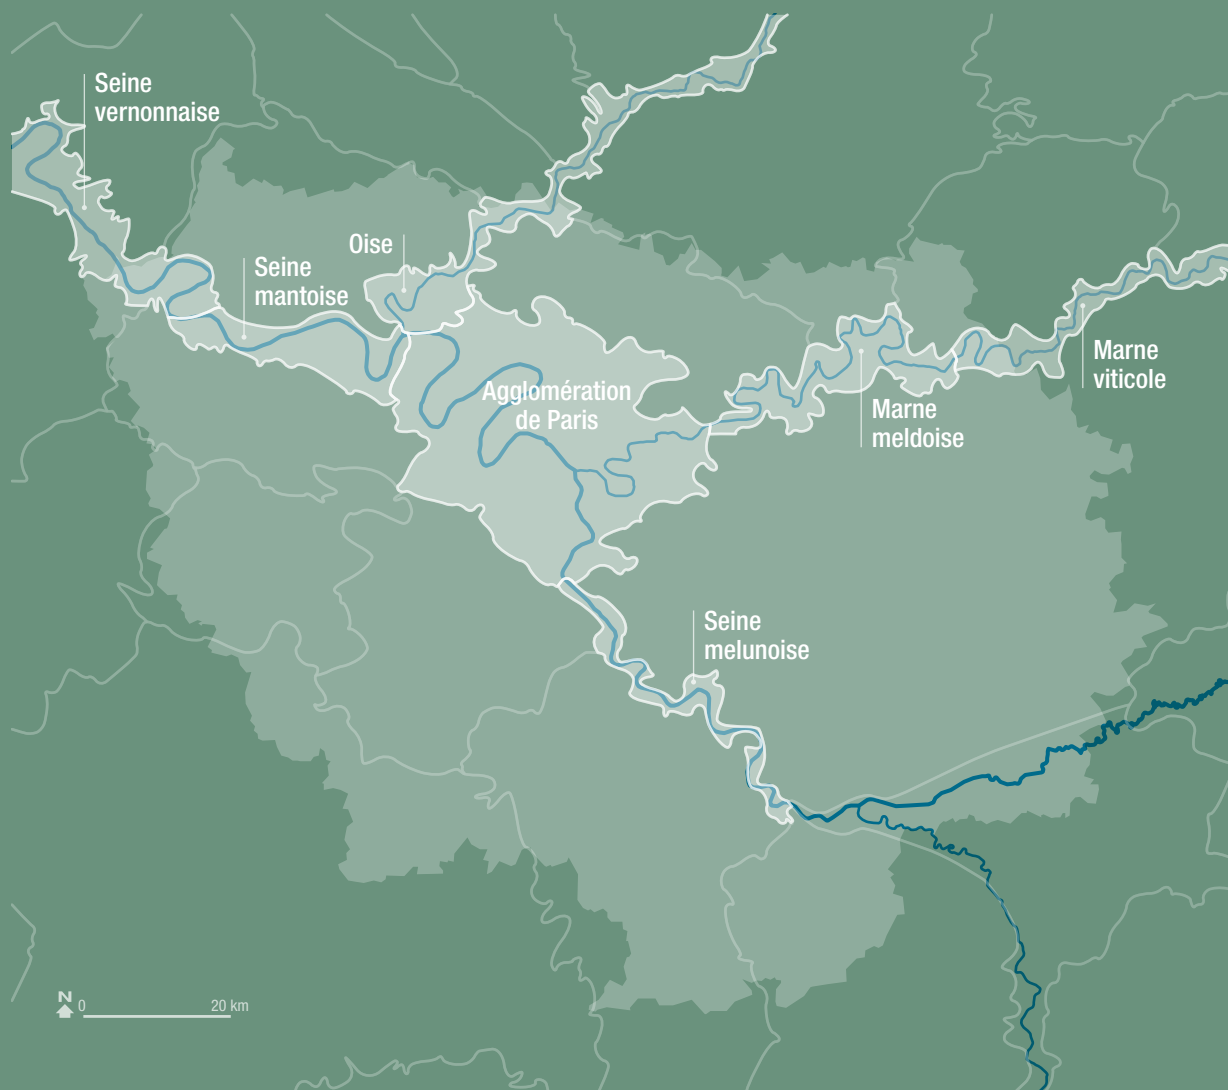 Seine
vernonnaise
Oise
Seine
mantoise
Agglomération
de Paris
Marne
viticole
Marne
meldoise
Seine
melunoise
N
0
20 km